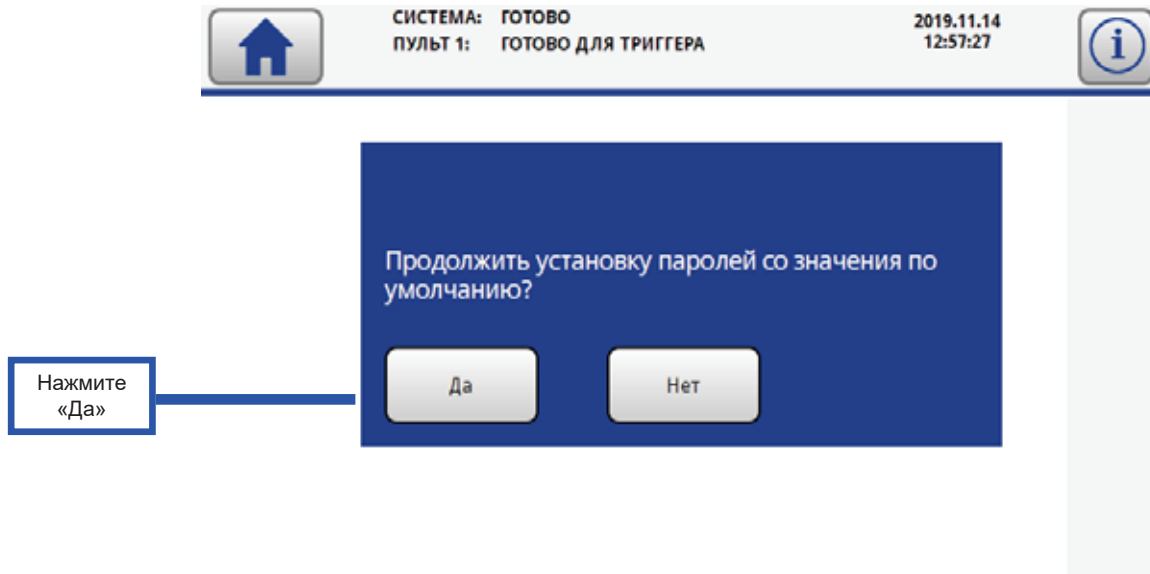 СИСТЕМА: ГОТОВО
ПУЛЬТ 1: ГОТОВО ДЛЯ ТРИГГЕРА
2019.11.14
12:57:27
i
Продолжить установку паролей со значения по
умолчанию?
Нажмите
«Да»
Да
Нет